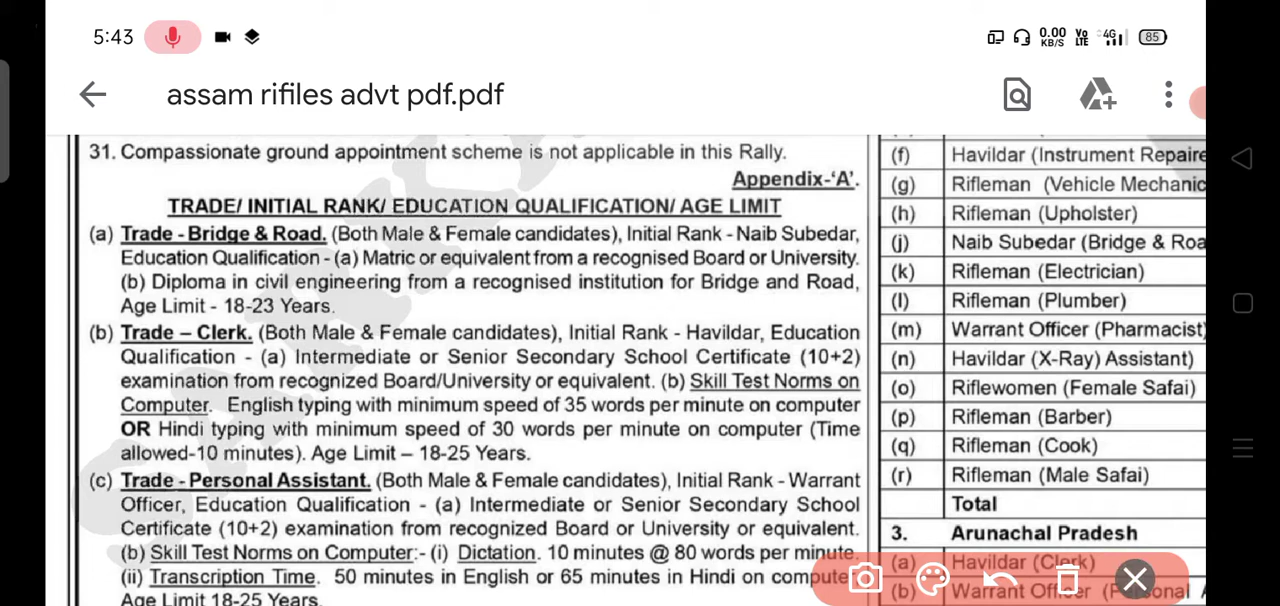 5:43
0.00 KB/S Vo LTE 4G 85
assam rifiles advt pdf.pdf
31. Compassionate ground appointment scheme is not applicable in this Rally.
Appendix-‘A’.
TRADE/ INITIAL RANK/ EDUCATION QUALIFICATION/ AGE LIMIT
(a) Trade - Bridge & Road. (Both Male & Female candidates), Initial Rank - Naib Subedar,
Education Qualification - (a) Matric or equivalent from a recognised Board or University.
(b) Diploma in civil engineering from a recognised institution for Bridge and Road,
Age Limit - 18-23 Years.
(b) Trade – Clerk. (Both Male & Female candidates), Initial Rank - Havildar, Education
Qualification - (a) Intermediate or Senior Secondary School Certificate (10+2)
examination from recognized Board/University or equivalent. (b) Skill Test Norms on
Computer. English typing with minimum speed of 35 words per minute on computer
OR Hindi typing with minimum speed of 30 words per minute on computer (Time
allowed-10 minutes). Age Limit – 18-25 Years.
(c) Trade - Personal Assistant. (Both Male & Female candidates), Initial Rank - Warrant
Officer, Education Qualification - (a) Intermediate or Senior Secondary School
Certificate (10+2) examination from recognized Board or University or equivalent.
(b) Skill Test Norms on Computer:- (i) Dictation. 10 minutes @ 80 words per minute.
(ii) Transcription Time. 50 minutes in English or 65 minutes in Hindi on compute
Age Limit 18-25 Years.
(f) Havildar (Instrument Repaire
(g) Rifleman (Vehicle Mechanic
(h) Rifleman (Upholster)
(j) Naib Subedar (Bridge & Roa
(k) Rifleman (Electrician)
(l) Rifleman (Plumber)
(m) Warrant Officer (Pharmacist)
(n) Havildar (X-Ray) Assistant)
(o) Riflewomen (Female Safai)
(p) Rifleman (Barber)
(q) Rifleman (Cook)
(r) Rifleman (Male Safai)
Total
3. Arunachal Pradesh
(a) Havildar (Clerk)
(b) Warrant Officer (Personal A